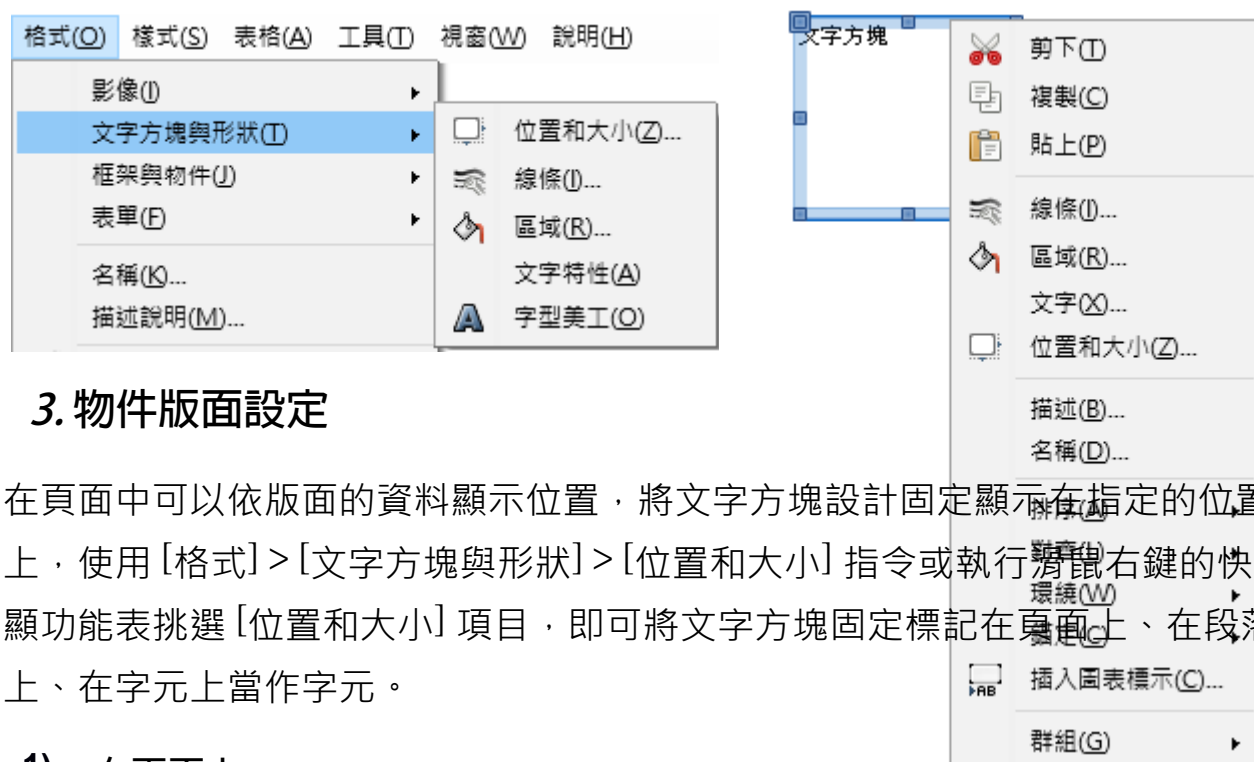 格式(O) 樣式(S) 表格(A) 工具(T) 視窗(W) 說明(H)
影像(I)
文字方塊與形狀(T)
框架與物件(J)
表單(F)
名稱(K)...
描述說明(M)...
位置和大小(Z)...
線條(I)...
區域(R)...
文字特性(A)
字型美工(O)
文字方塊
剪下(T)
複製(C)
貼上(P)
線條(I)...
區域(R)...
文字(X)...
位置和大小(Z)...
描述(B)...
名稱(D)...
環繞(W)
插入圖表標示(C)...
群組(G)
3. 物件版面設定
在頁面中可以依版面的資料顯示位置，將文字方塊設計固定顯示在指定的位置
上，使用 [格式] > [文字方塊與形狀] > [位置和大小] 指令或執行滑鼠右鍵的快
顯功能表挑選 [位置和大小] 項目，即可將文字方塊固定標記在頁面上、在段落
上、在字元上當作字元。